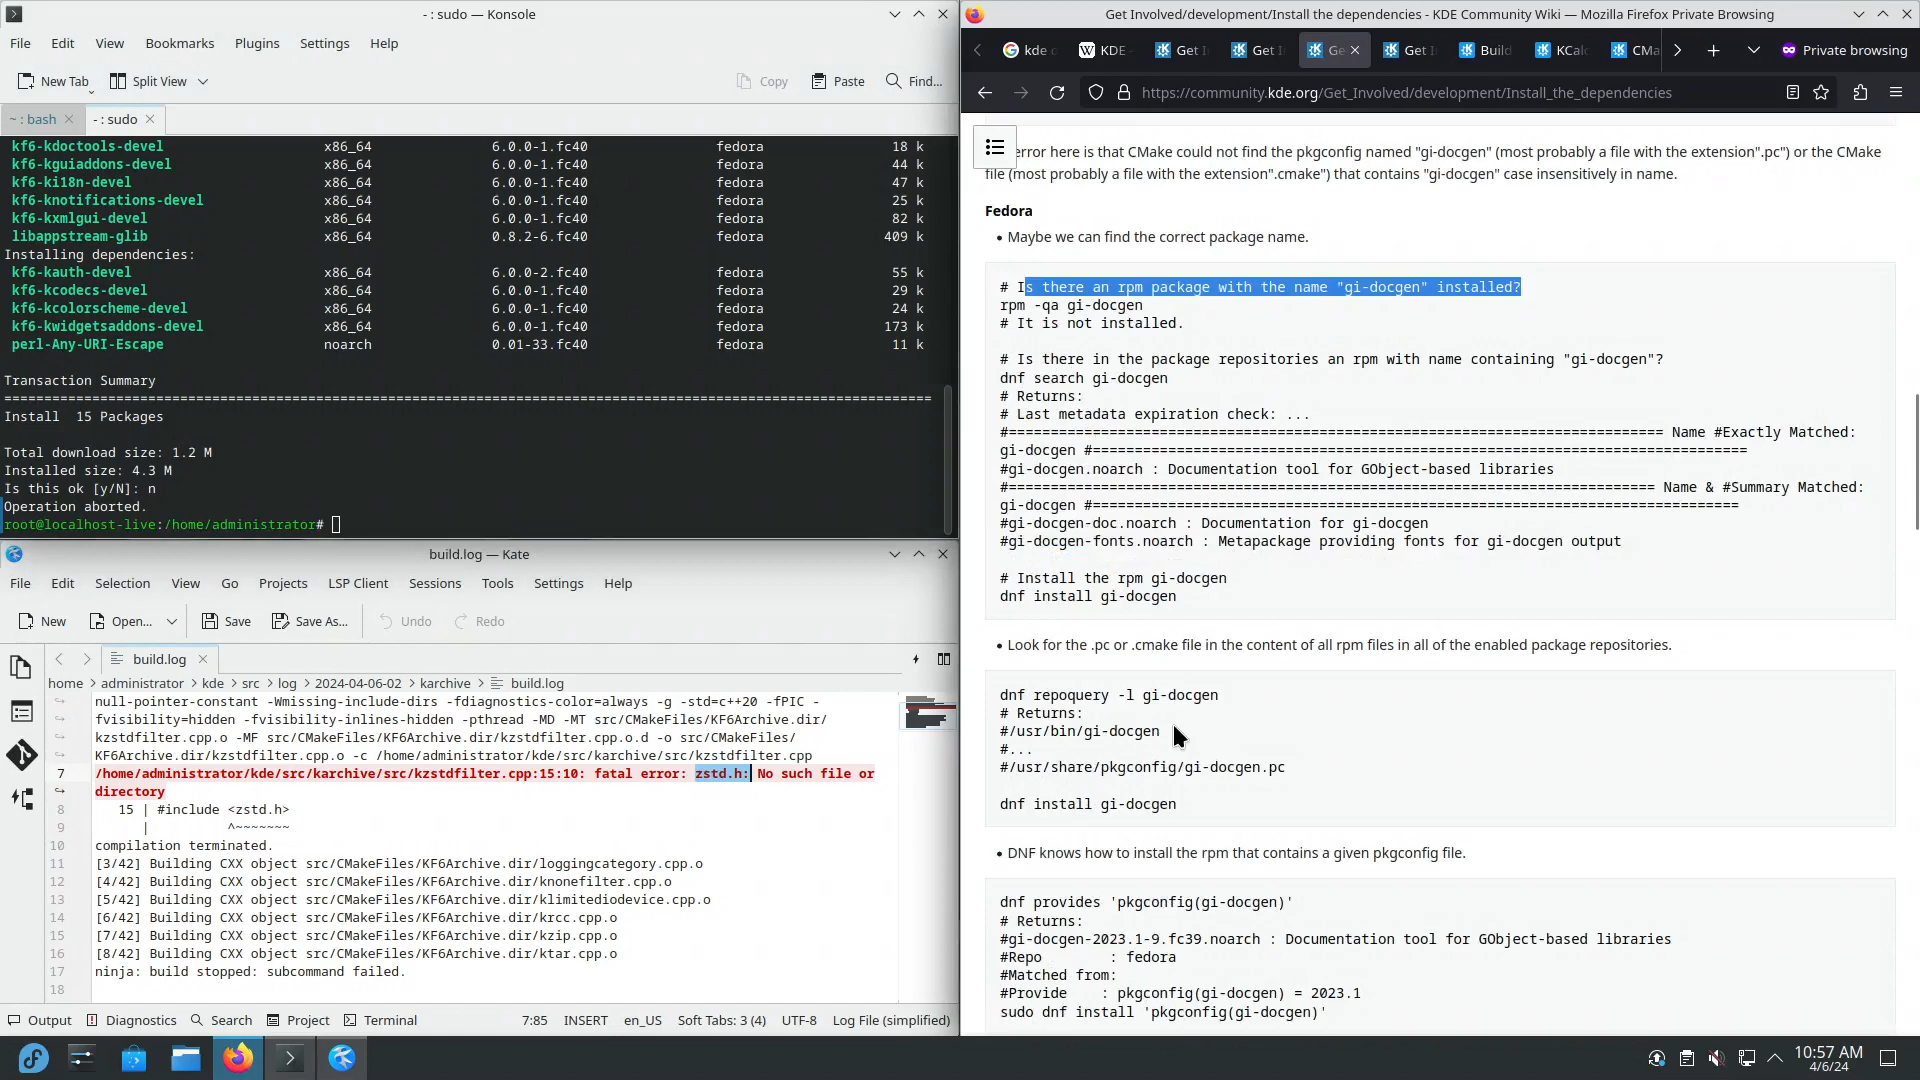 - : sudo — Konsole
File Edit View Bookmarks Plugins Settings Help
New Tab Split View Copy Paste Find...
~ : bash - : sudo
kf6-kdoctools-devel x86_64 6.0.0-1.fc40 fedora 18 k
kf6-kguiaddons-devel x86_64 6.0.0-1.fc40 fedora 44 k
kf6-ki18n-devel x86_64 6.0.0-1.fc40 fedora 47 k
kf6-knotifications-devel x86_64 6.0.0-1.fc40 fedora 25 k
kf6-kxmlgui-devel x86_64 6.0.0-1.fc40 fedora 82 k
libappstream-glib x86_64 0.8.2-6.fc40 fedora 409 k
Installing dependencies:
kf6-kauth-devel x86_64 6.0.0-2.fc40 fedora 55 k
kf6-kcodecs-devel x86_64 6.0.0-1.fc40 fedora 29 k
kf6-kcolorscheme-devel x86_64 6.0.0-1.fc40 fedora 24 k
kf6-kwidgetsaddons-devel x86_64 6.0.0-1.fc40 fedora 173 k
perl-Any-URI-Escape noarch 0.01-33.fc40 fedora 11 k
Transaction Summary
===============================================================================================================
Install 15 Packages
Total download size: 1.2 M
Installed size: 4.3 M
Is this ok [y/N]: n
Operation aborted.
root@localhost-live:/home/administrator#
build.log — Kate
File Edit Selection View Go Projects LSP Client Sessions Tools Settings Help
New Open... Save Save As... Undo Redo
build.log
home > administrator > kde > src > log > 2024-04-06-02 > karchive > build.log
null-pointer-constant -Wmissing-include-dirs -fdiagnostics-color=always -g -std=c++20 -fPIC -
fvisibility=hidden -fvisibility-inlines-hidden -pthread -MD -MT src/CMakeFiles/KF6Archive.dir/
kzstdfilter.cpp.o -MF src/CMakeFiles/KF6Archive.dir/kzstdfilter.cpp.o.d -o src/CMakeFiles/
KF6Archive.dir/kzstdfilter.cpp.o -c /home/administrator/kde/src/karchive/src/kzstdfilter.cpp
7 /home/administrator/kde/src/karchive/src/kzstdfilter.cpp:15:10: fatal error: zstd.h: No such file or
directory
8 15 | #include <zstd.h>
9 | ^~~~~~~~
10 compilation terminated.
11 [3/42] Building CXX object src/CMakeFiles/KF6Archive.dir/loggingcategory.cpp.o
12 [4/42] Building CXX object src/CMakeFiles/KF6Archive.dir/knonefilter.cpp.o
13 [5/42] Building CXX object src/CMakeFiles/KF6Archive.dir/klimitediodevice.cpp.o
14 [6/42] Building CXX object src/CMakeFiles/KF6Archive.dir/krcc.cpp.o
15 [7/42] Building CXX object src/CMakeFiles/KF6Archive.dir/kzip.cpp.o
16 [8/42] Building CXX object src/CMakeFiles/KF6Archive.dir/ktar.cpp.o
17 ninja: build stopped: subcommand failed.
18
Output Diagnostics Search Project Terminal 7:85 INSERT en_US Soft Tabs: 3 (4) UTF-8 Log File (simplified)
Get Involved/development/Install the dependencies - KDE Community Wiki — Mozilla Firefox Private Browsing
kde c KDE Get I Get I Ge Get I Build KCal CMa Private browsing
https://community.kde.org/Get_Involved/development/Install_the_dependencies
error here is that CMake could not find the pkgconfig named "gi-docgen" (most probably a file with the extension".pc") or the CMake
file (most probably a file with the extension".cmake") that contains "gi-docgen" case insensitively in name.
Fedora
• Maybe we can find the correct package name.
# Is there an rpm package with the name "gi-docgen" installed?
rpm -qa gi-docgen
# It is not installed.
# Is there in the package repositories an rpm with name containing "gi-docgen"?
dnf search gi-docgen
# Returns:
# Last metadata expiration check: ...
#============================================================================== Name #Exactly Matched:
gi-docgen #==============================================================================
#gi-docgen.noarch : Documentation tool for GObject-based libraries
#============================================================================= Name & #Summary Matched:
gi-docgen #=============================================================================
#gi-docgen-doc.noarch : Documentation for gi-docgen
#gi-docgen-fonts.noarch : Metapackage providing fonts for gi-docgen output
# Install the rpm gi-docgen
dnf install gi-docgen
• Look for the .pc or .cmake file in the content of all rpm files in all of the enabled package repositories.
dnf repoquery -l gi-docgen
# Returns:
#/usr/bin/gi-docgen
#...
#/usr/share/pkgconfig/gi-docgen.pc
dnf install gi-docgen
• DNF knows how to install the rpm that contains a given pkgconfig file.
dnf provides 'pkgconfig(gi-docgen)'
# Returns:
#gi-docgen-2023.1-9.fc39.noarch : Documentation tool for GObject-based libraries
#Repo : fedora
#Matched from:
#Provide : pkgconfig(gi-docgen) = 2023.1
sudo dnf install 'pkgconfig(gi-docgen)'
10:57 AM
4/6/24